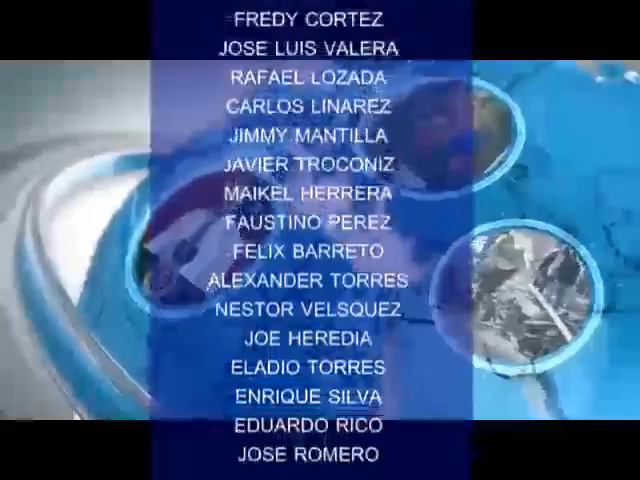 FREDY CORTEZ
JOSE LUIS VALERA
RAFAEL LOZADA
CARLOS LINAREZ
JIMMY MANTILLA
JAVIER TROCONIZ
MAIKEL HERRERA
FAUSTINO PEREZ
FELIX BARRETO
ALEXANDER TORRES
NESTOR VELSQUEZ
JOE HEREDIA
ELADIO TORRES
ENRIQUE SILVA
EDUARDO RICO
JOSE ROMERO